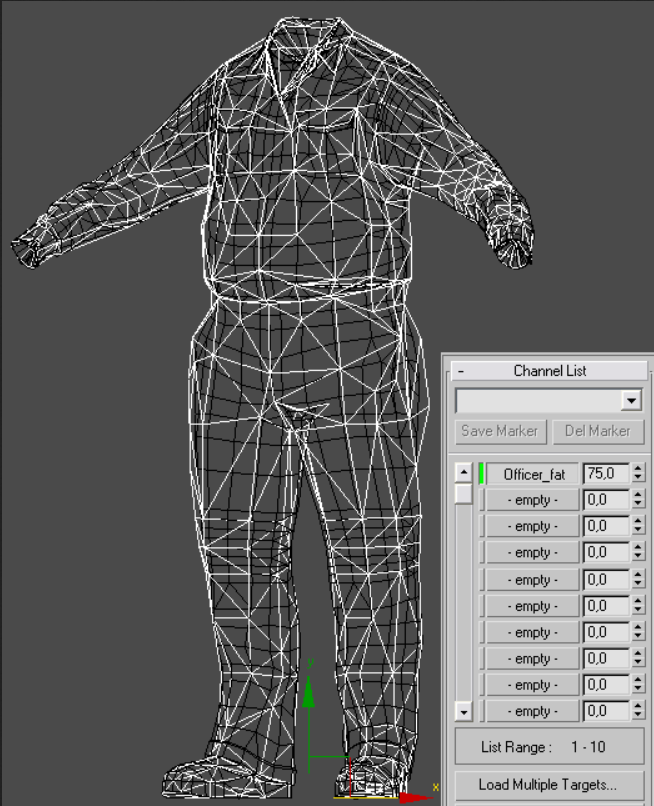 - Channel List
Save Marker Del Marker
Officer_fat 75,0
- empty - 0,0
- empty - 0,0
- empty - 0,0
- empty - 0,0
- empty - 0,0
- empty - 0,0
- empty - 0,0
- empty - 0,0
- empty - 0,0
List Range : 1 - 10
Load Multiple Targets...
y
x